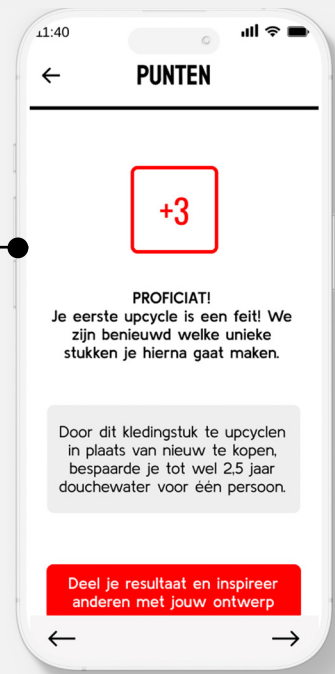 11:40
PUNTEN
+3
PROFICIAT!
Je eerste upcycle is een feit! We
zijn benieuwd welke unieke
stukken je hierna gaat maken.
Door dit kledingstuk te upcyclen
in plaats van nieuw te kopen,
bespaarde je tot wel 2,5 jaar
douchewater voor één persoon.
Deel je resultaat en inspireer
anderen met jouw ontwerp